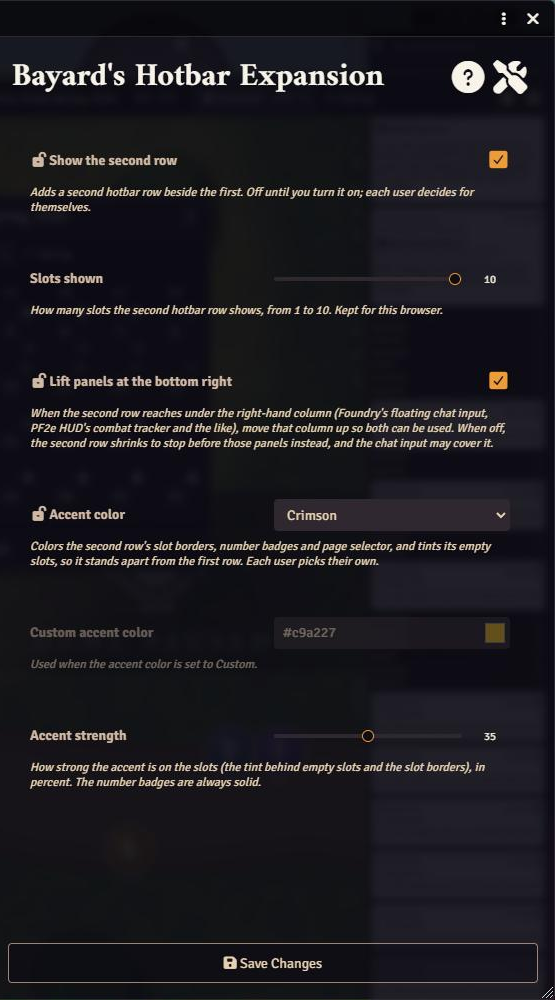 Bayard's Hotbar Expansion
Show the second row
Adds a second hotbar row beside the first. Off until you turn it on; each user decides for
themselves.
Slots shown
10
How many slots the second hotbar row shows, from 1 to 10. Kept for this browser.
Lift panels at the bottom right
When the second row reaches under the right-hand column (Foundry's floating chat input,
PF2e HUD's combat tracker and the like), move that column up so both can be used. When off,
the second row shrinks to stop before those panels instead, and the chat input may cover it.
Accent color
Crimson
Colors the second row's slot borders, number badges and page selector, and tints its empty
slots, so it stands apart from the first row. Each user picks their own.
Custom accent color
#c9a227
Used when the accent color is set to Custom.
Accent strength
35
How strong the accent is on the slots (the tint behind empty slots and the slot borders), in
percent. The number badges are always solid.
Save Changes